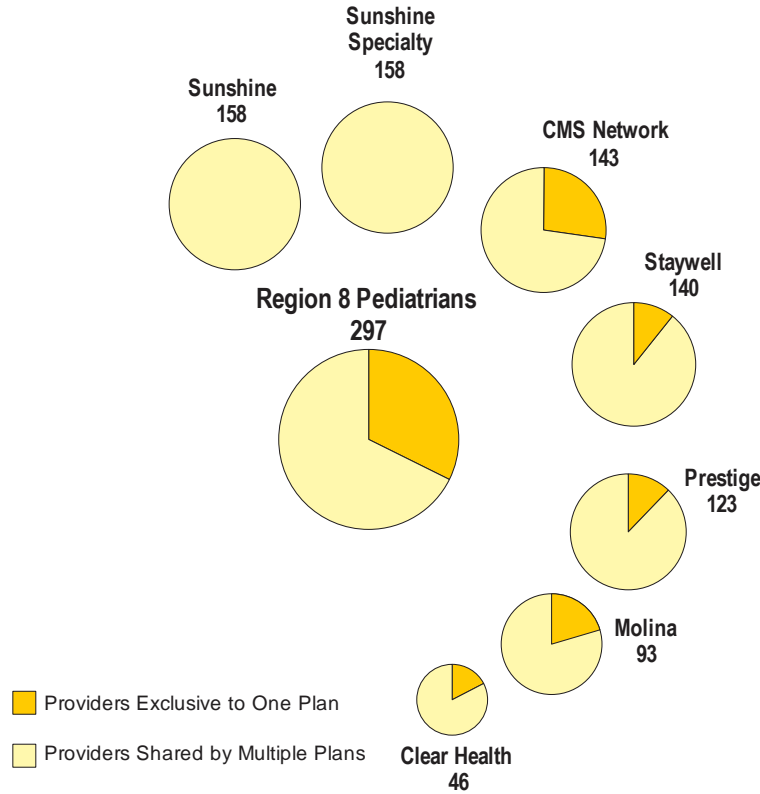 Sunshine
Specialty
158
Sunshine
158
CMS Network
143
Staywell
140
Region 8 Pediatrians
297
Prestige
123
Molina
93
Providers Exclusive to One Plan
Providers Shared by Multiple Plans
Clear Health
46